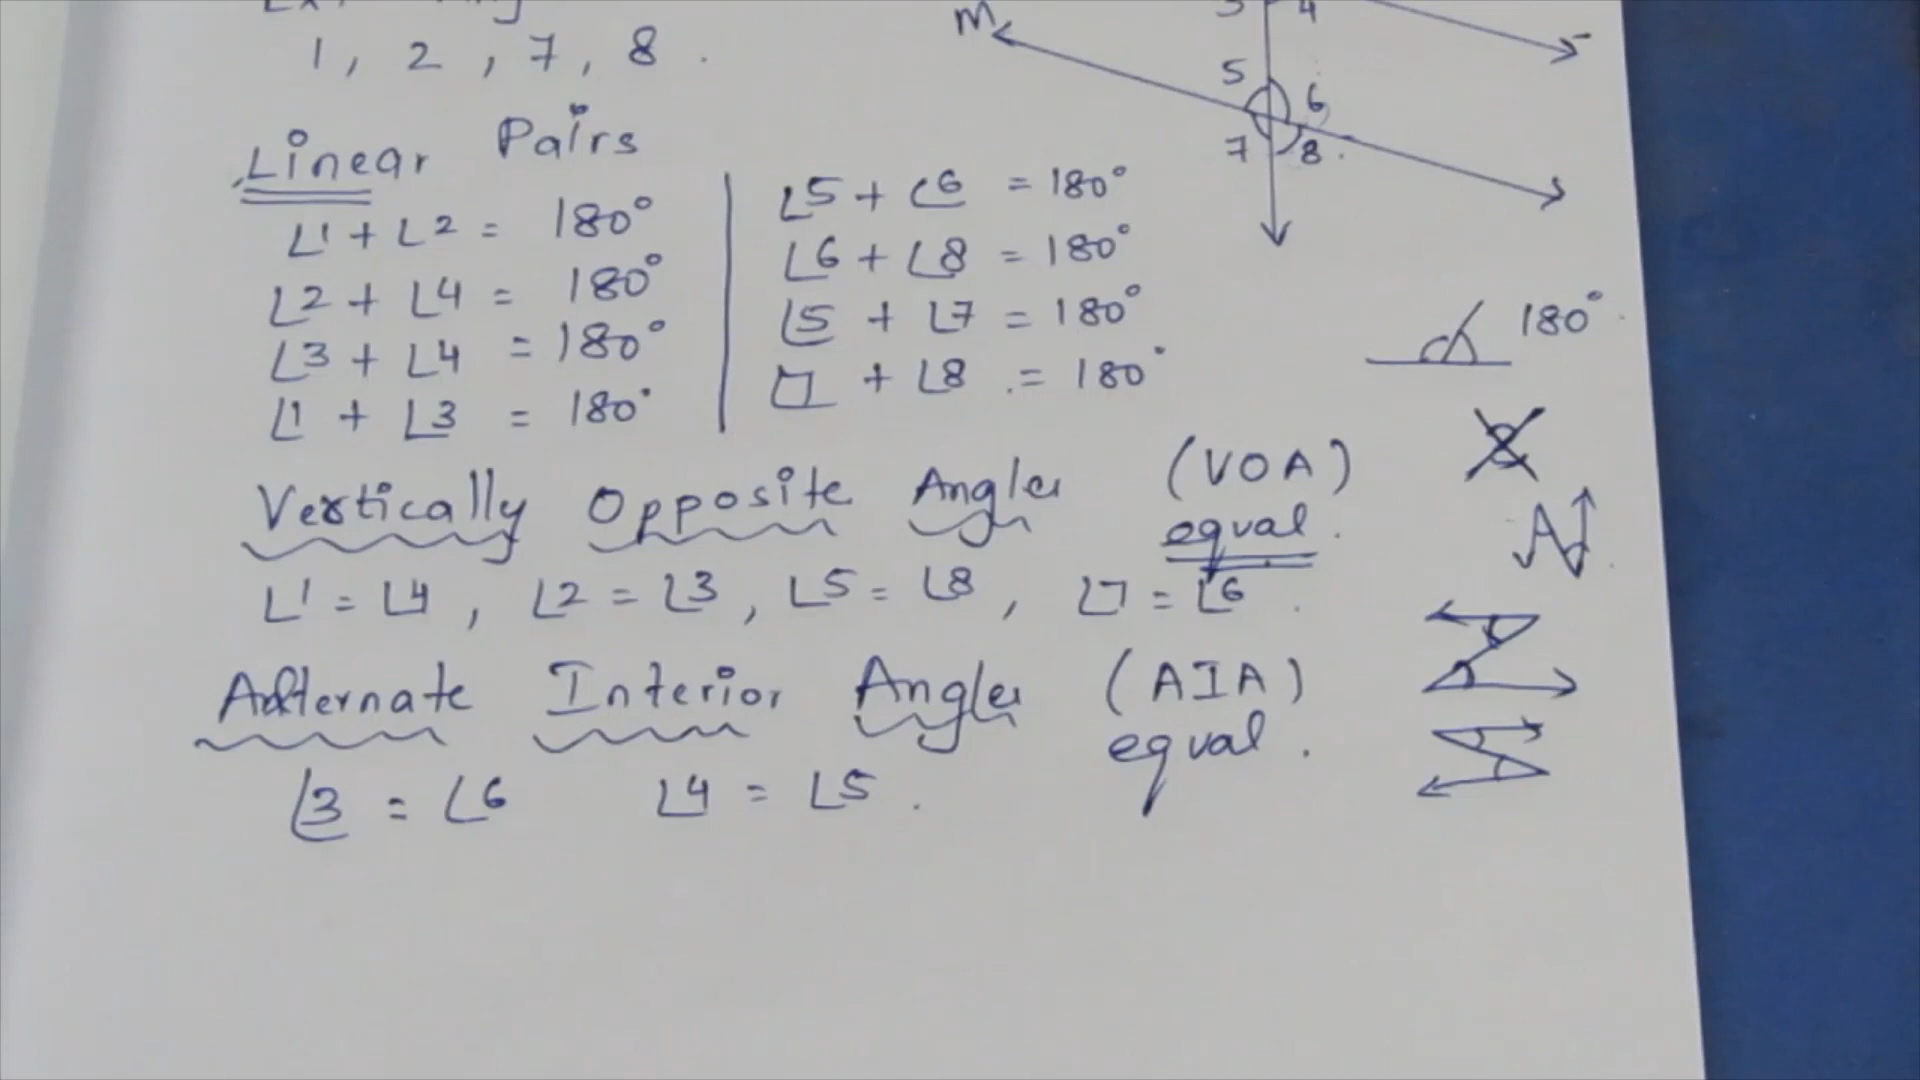 1, 2, 7, 8.
Linear Pairs
∠1 + ∠2 = 180°
∠2 + ∠4 = 180°
∠3 + ∠4 = 180°
∠1 + ∠3 = 180°
∠5 + ∠6 = 180°
∠6 + ∠8 = 180°
∠5 + ∠7 = 180°
∠7 + ∠8 = 180°
Vertically Opposite Angles (VOA)
equal.
∠1 = ∠4, ∠2 = ∠3, ∠5 = ∠8, ∠7 = ∠6.
Alternate Interior Angles (AIA)
equal.
∠3 = ∠6 ∠4 = ∠5.
3 4
m
5
6
7 8.
180°